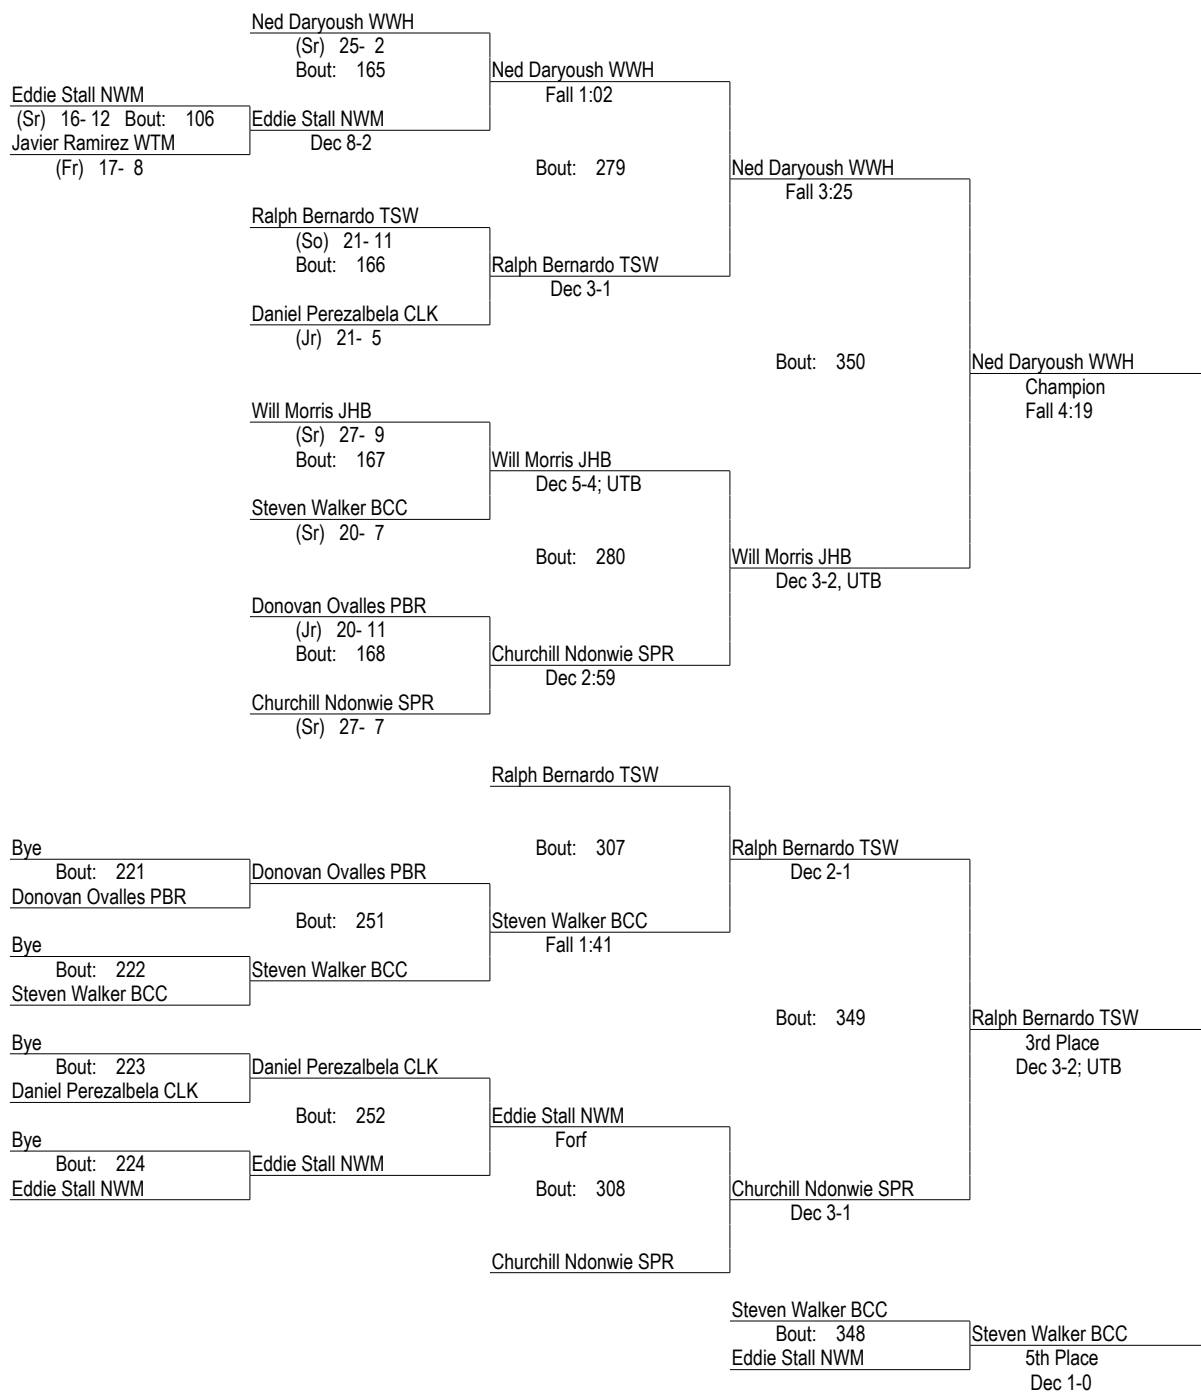 Ned Daryoush WWH
(Sr) 25- 2
Bout: 165
Ned Daryoush WWH
Fall 1:02
Eddie Stall NWM
(Sr) 16- 12 Bout: 106
Javier Ramirez WTM
(Fr) 17- 8
Eddie Stall NWM
Dec 8-2
Bout: 279
Ned Daryoush WWH
Fall 3:25
Ralph Bernardo TSW
(So) 21- 11
Bout: 166
Ralph Bernardo TSW
Dec 3-1
Daniel Perezalbela CLK
(Jr) 21- 5
Bout: 350
Ned Daryoush WWH
Champion
Fall 4:19
Will Morris JHB
(Sr) 27- 9
Bout: 167
Will Morris JHB
Dec 5-4; UTB
Steven Walker BCC
(Sr) 20- 7
Bout: 280
Will Morris JHB
Dec 3-2, UTB
Donovan Ovalles PBR
(Jr) 20- 11
Bout: 168
Churchill Ndonwie SPR
Dec 2:59
Churchill Ndonwie SPR
(Sr) 27- 7
Ralph Bernardo TSW
Bout: 307
Ralph Bernardo TSW
Dec 2-1
Bye
Bout: 221
Donovan Ovalles PBR
Donovan Ovalles PBR
Bout: 251
Steven Walker BCC
Fall 1:41
Bye
Bout: 222
Steven Walker BCC
Steven Walker BCC
Bout: 349
Ralph Bernardo TSW
3rd Place
Dec 3-2; UTB
Bye
Bout: 223
Daniel Perezalbela CLK
Daniel Perezalbela CLK
Bout: 252
Eddie Stall NWM
Forf
Bye
Bout: 224
Eddie Stall NWM
Eddie Stall NWM
Bout: 308
Churchill Ndonwie SPR
Dec 3-1
Churchill Ndonwie SPR
Steven Walker BCC
Bout: 348
Eddie Stall NWM
Steven Walker BCC
5th Place
Dec 1-0